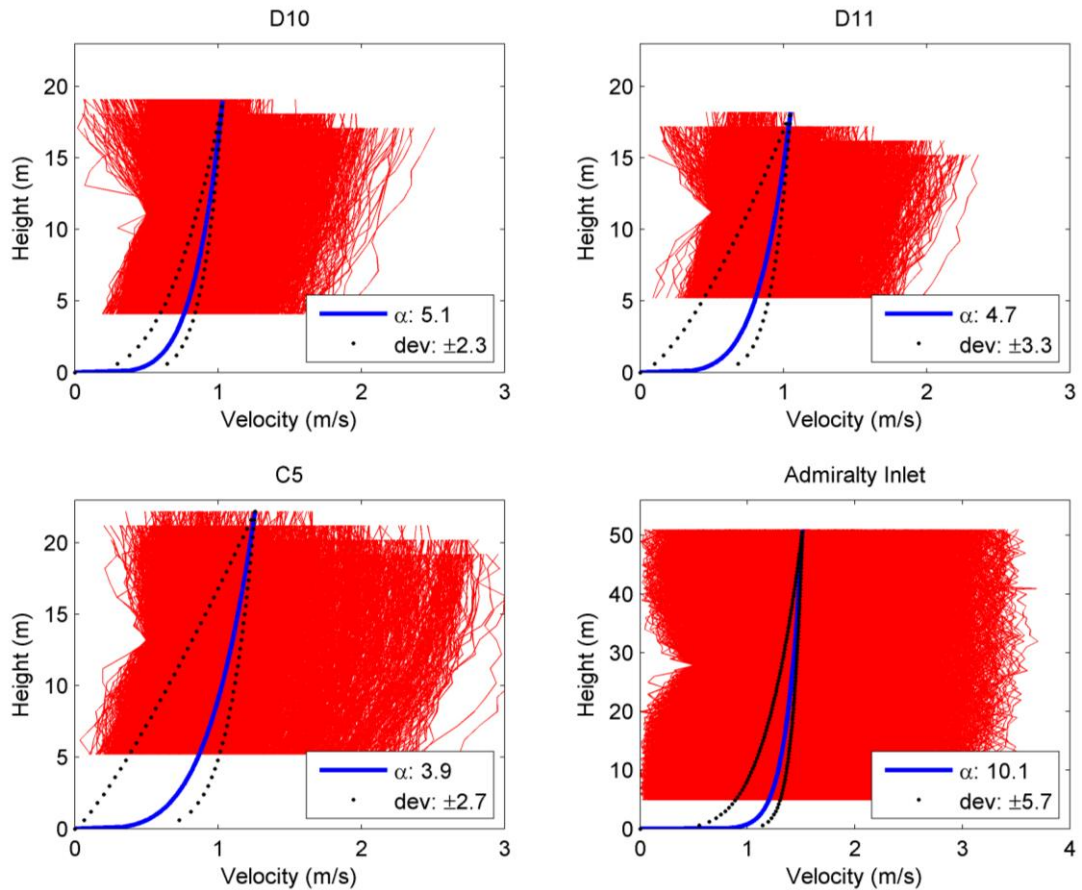 D10
20
15
10
5
0
Height (m)
α: 5.1
dev: ±2.3
0 1 2 3
Velocity (m/s)
D11
20
15
10
5
0
Height (m)
α: 4.7
dev: ±3.3
0 1 2 3
Velocity (m/s)
C5
20
15
10
5
0
Height (m)
α: 3.9
dev: ±2.7
0 1 2 3
Velocity (m/s)
Admiralty Inlet
50
40
30
20
10
0
Height (m)
α: 10.1
dev: ±5.7
0 1 2 3 4
Velocity (m/s)